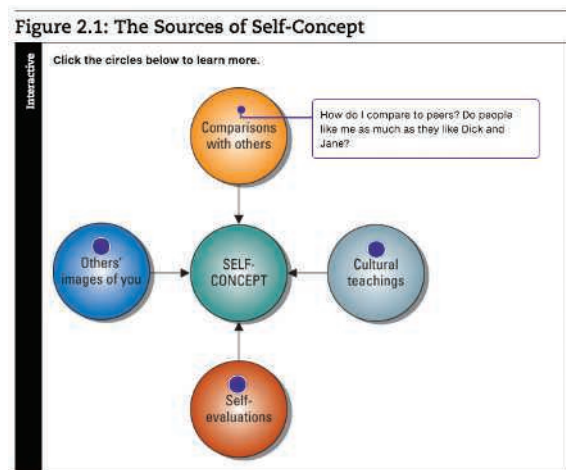 Figure 2.1: The Sources of Self-Concept
Interactive
Click the circles below to learn more.
Comparisons
with others
How do I compare to peers? Do people
like me as much as they like Dick and
Jane?
Others'
images of you
SELF-
CONCEPT
Cultural
teachings
Self-
evaluations